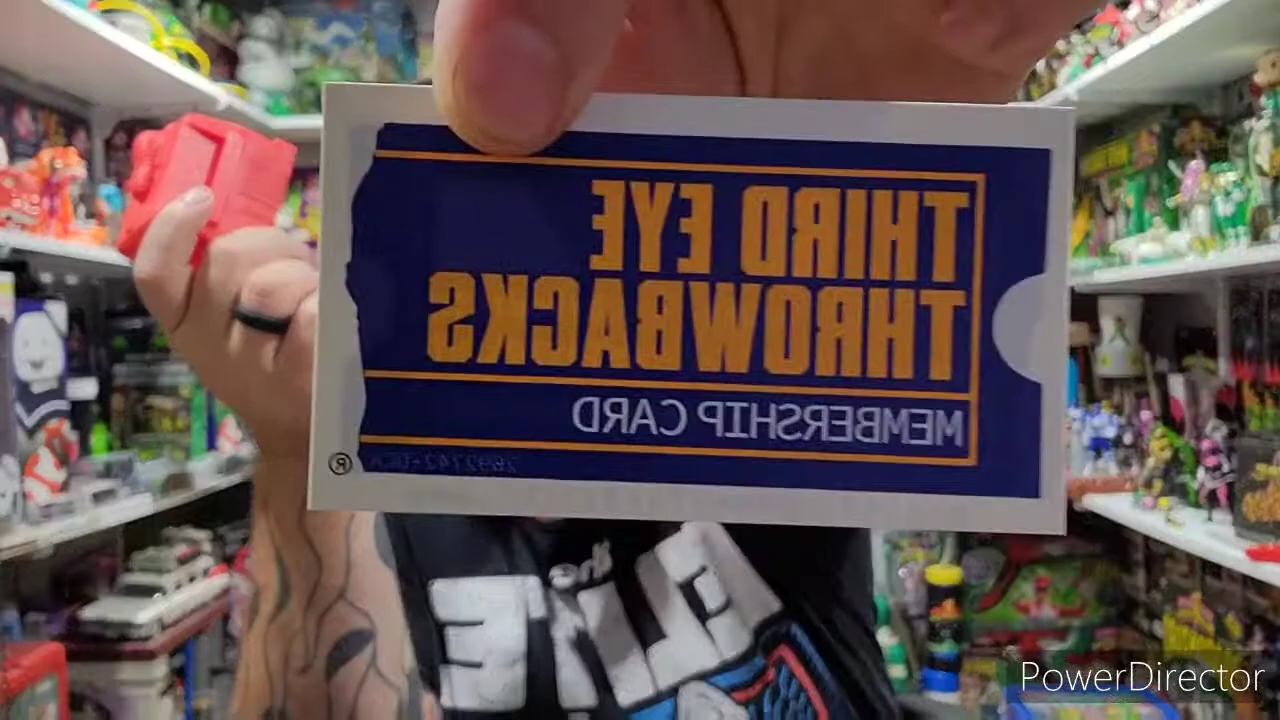 THIRD EYE
THROWBACKS
MEMBERSHIP CARD
®
PowerDirector